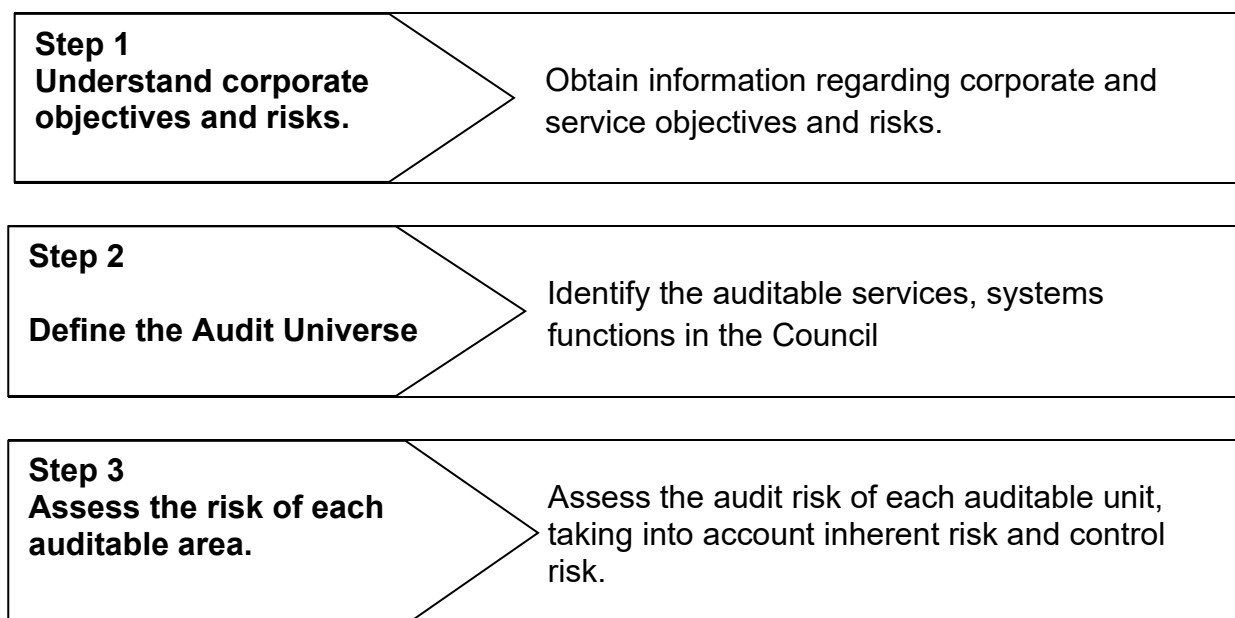 Step 1
Understand corporate
objectives and risks.
Obtain information regarding corporate and
service objectives and risks.
Step 2
Define the Audit Universe
Identify the auditable services, systems
functions in the Council
Step 3
Assess the risk of each
auditable area.
Assess the audit risk of each auditable unit,
taking into account inherent risk and control
risk.